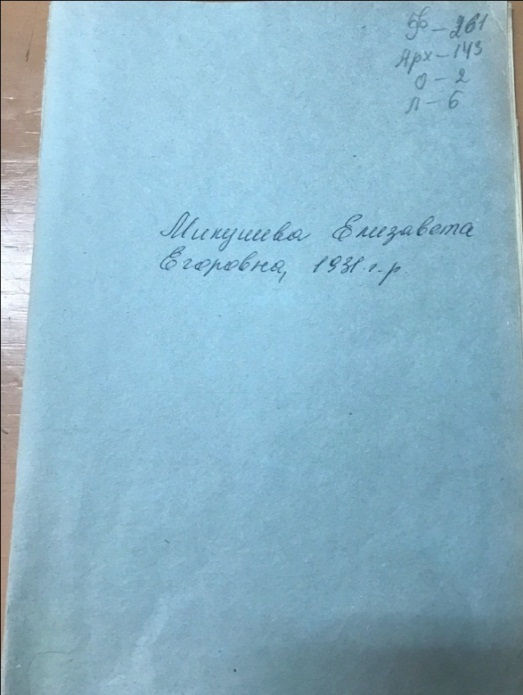 Ф-261
Арх-143
О-2
Л-6
Микушева Елизавета
Егоровна, 1931 г.р